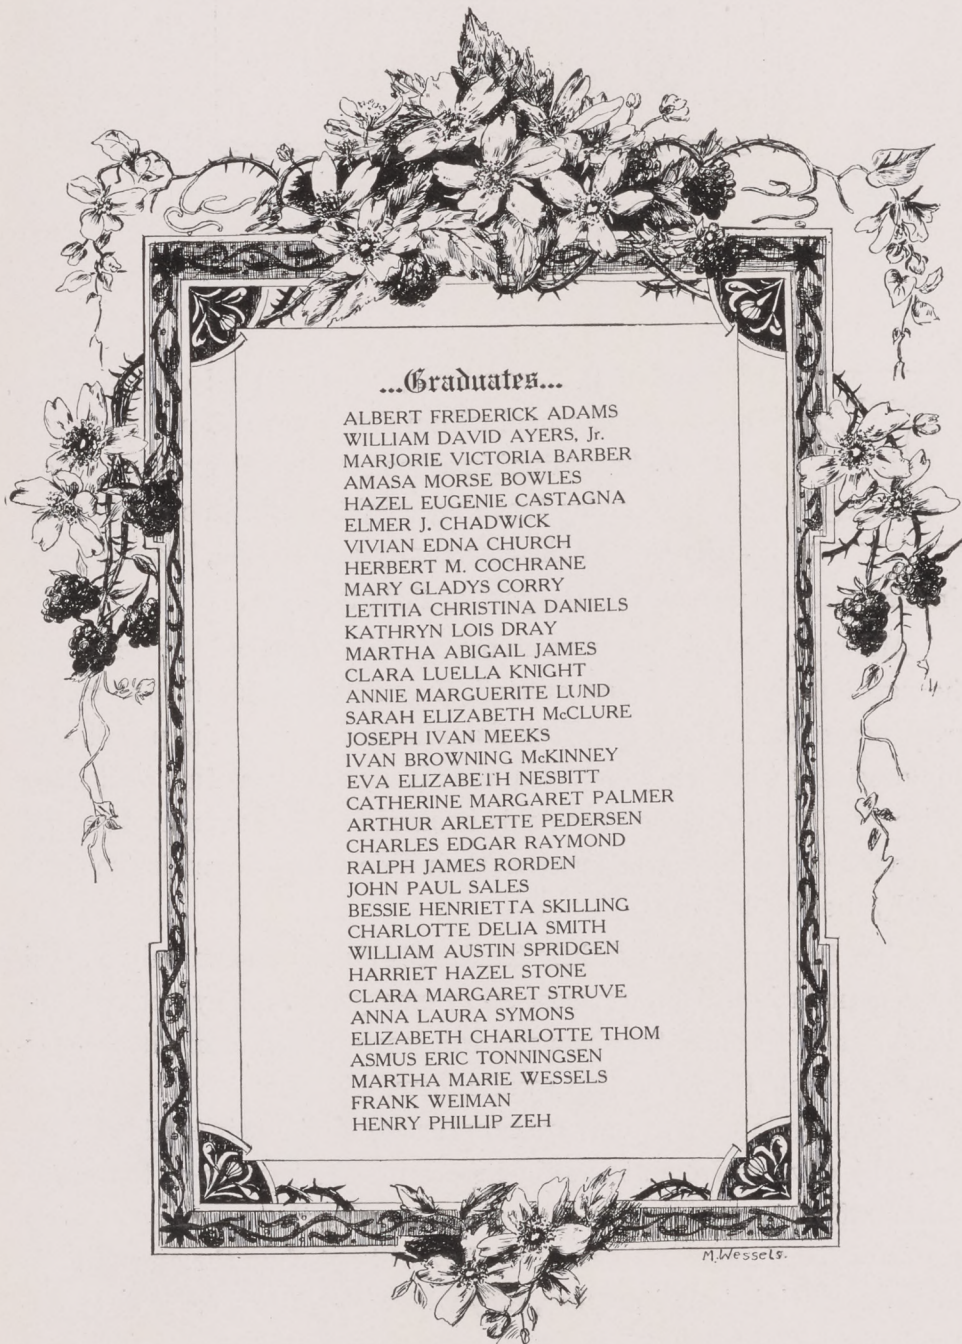 ...Graduates...
ALBERT FREDERICK ADAMS
WILLIAM DAVID AYERS, Jr.
MARJORIE VICTORIA BARBER
AMASA MORSE BOWLES
HAZEL EUGENIE CASTAGNA
ELMER J. CHADWICK
VIVIAN EDNA CHURCH
HERBERT M. COCHRANE
MARY GLADYS CORRY
LETITIA CHRISTINA DANIELS
KATHRYN LOIS DRAY
MARTHA ABIGAIL JAMES
CLARA LUELLA KNIGHT
ANNIE MARGUERITE LUND
SARAH ELIZABETH McCLURE
JOSEPH IVAN MEEKS
IVAN BROWNING McKINNEY
EVA ELIZABETH NESBITT
CATHERINE MARGARET PALMER
ARTHUR ARLETTE PEDERSEN
CHARLES EDGAR RAYMOND
RALPH JAMES RORDEN
JOHN PAUL SALES
BESSIE HENRIETTA SKILLING
CHARLOTTE DELIA SMITH
WILLIAM AUSTIN SPRIDGEN
HARRIET HAZEL STONE
CLARA MARGARET STRUVE
ANNA LAURA SYMONS
ELIZABETH CHARLOTTE THOM
ASMUS ERIC TONNINGSEN
MARTHA MARIE WESSELS
FRANK WEIMAN
HENRY PHILLIP ZEH
M. Wessels.